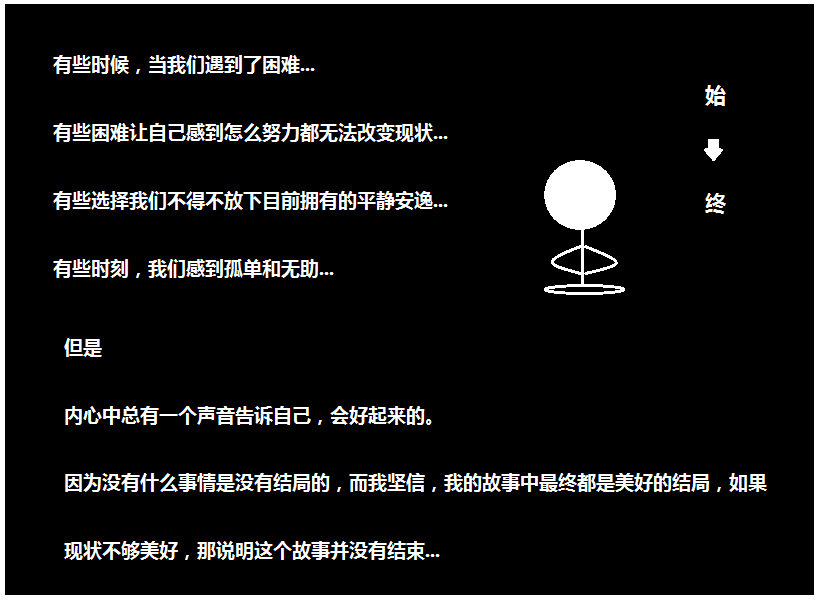 有些时候，当我们遇到了困难...
有些困难让自己感到怎么努力都无法改变现状...
有些选择我们不得不放下目前拥有的平静安逸...
有些时刻，我们感到孤单和无助...
始
终
但是
内心中总有一个声音告诉自己，会好起来的。
因为没有什么事情是没有结局的，而我坚信，我的故事中最终都是美好的结局，如果
现状不够美好，那说明这个故事并没有结束...